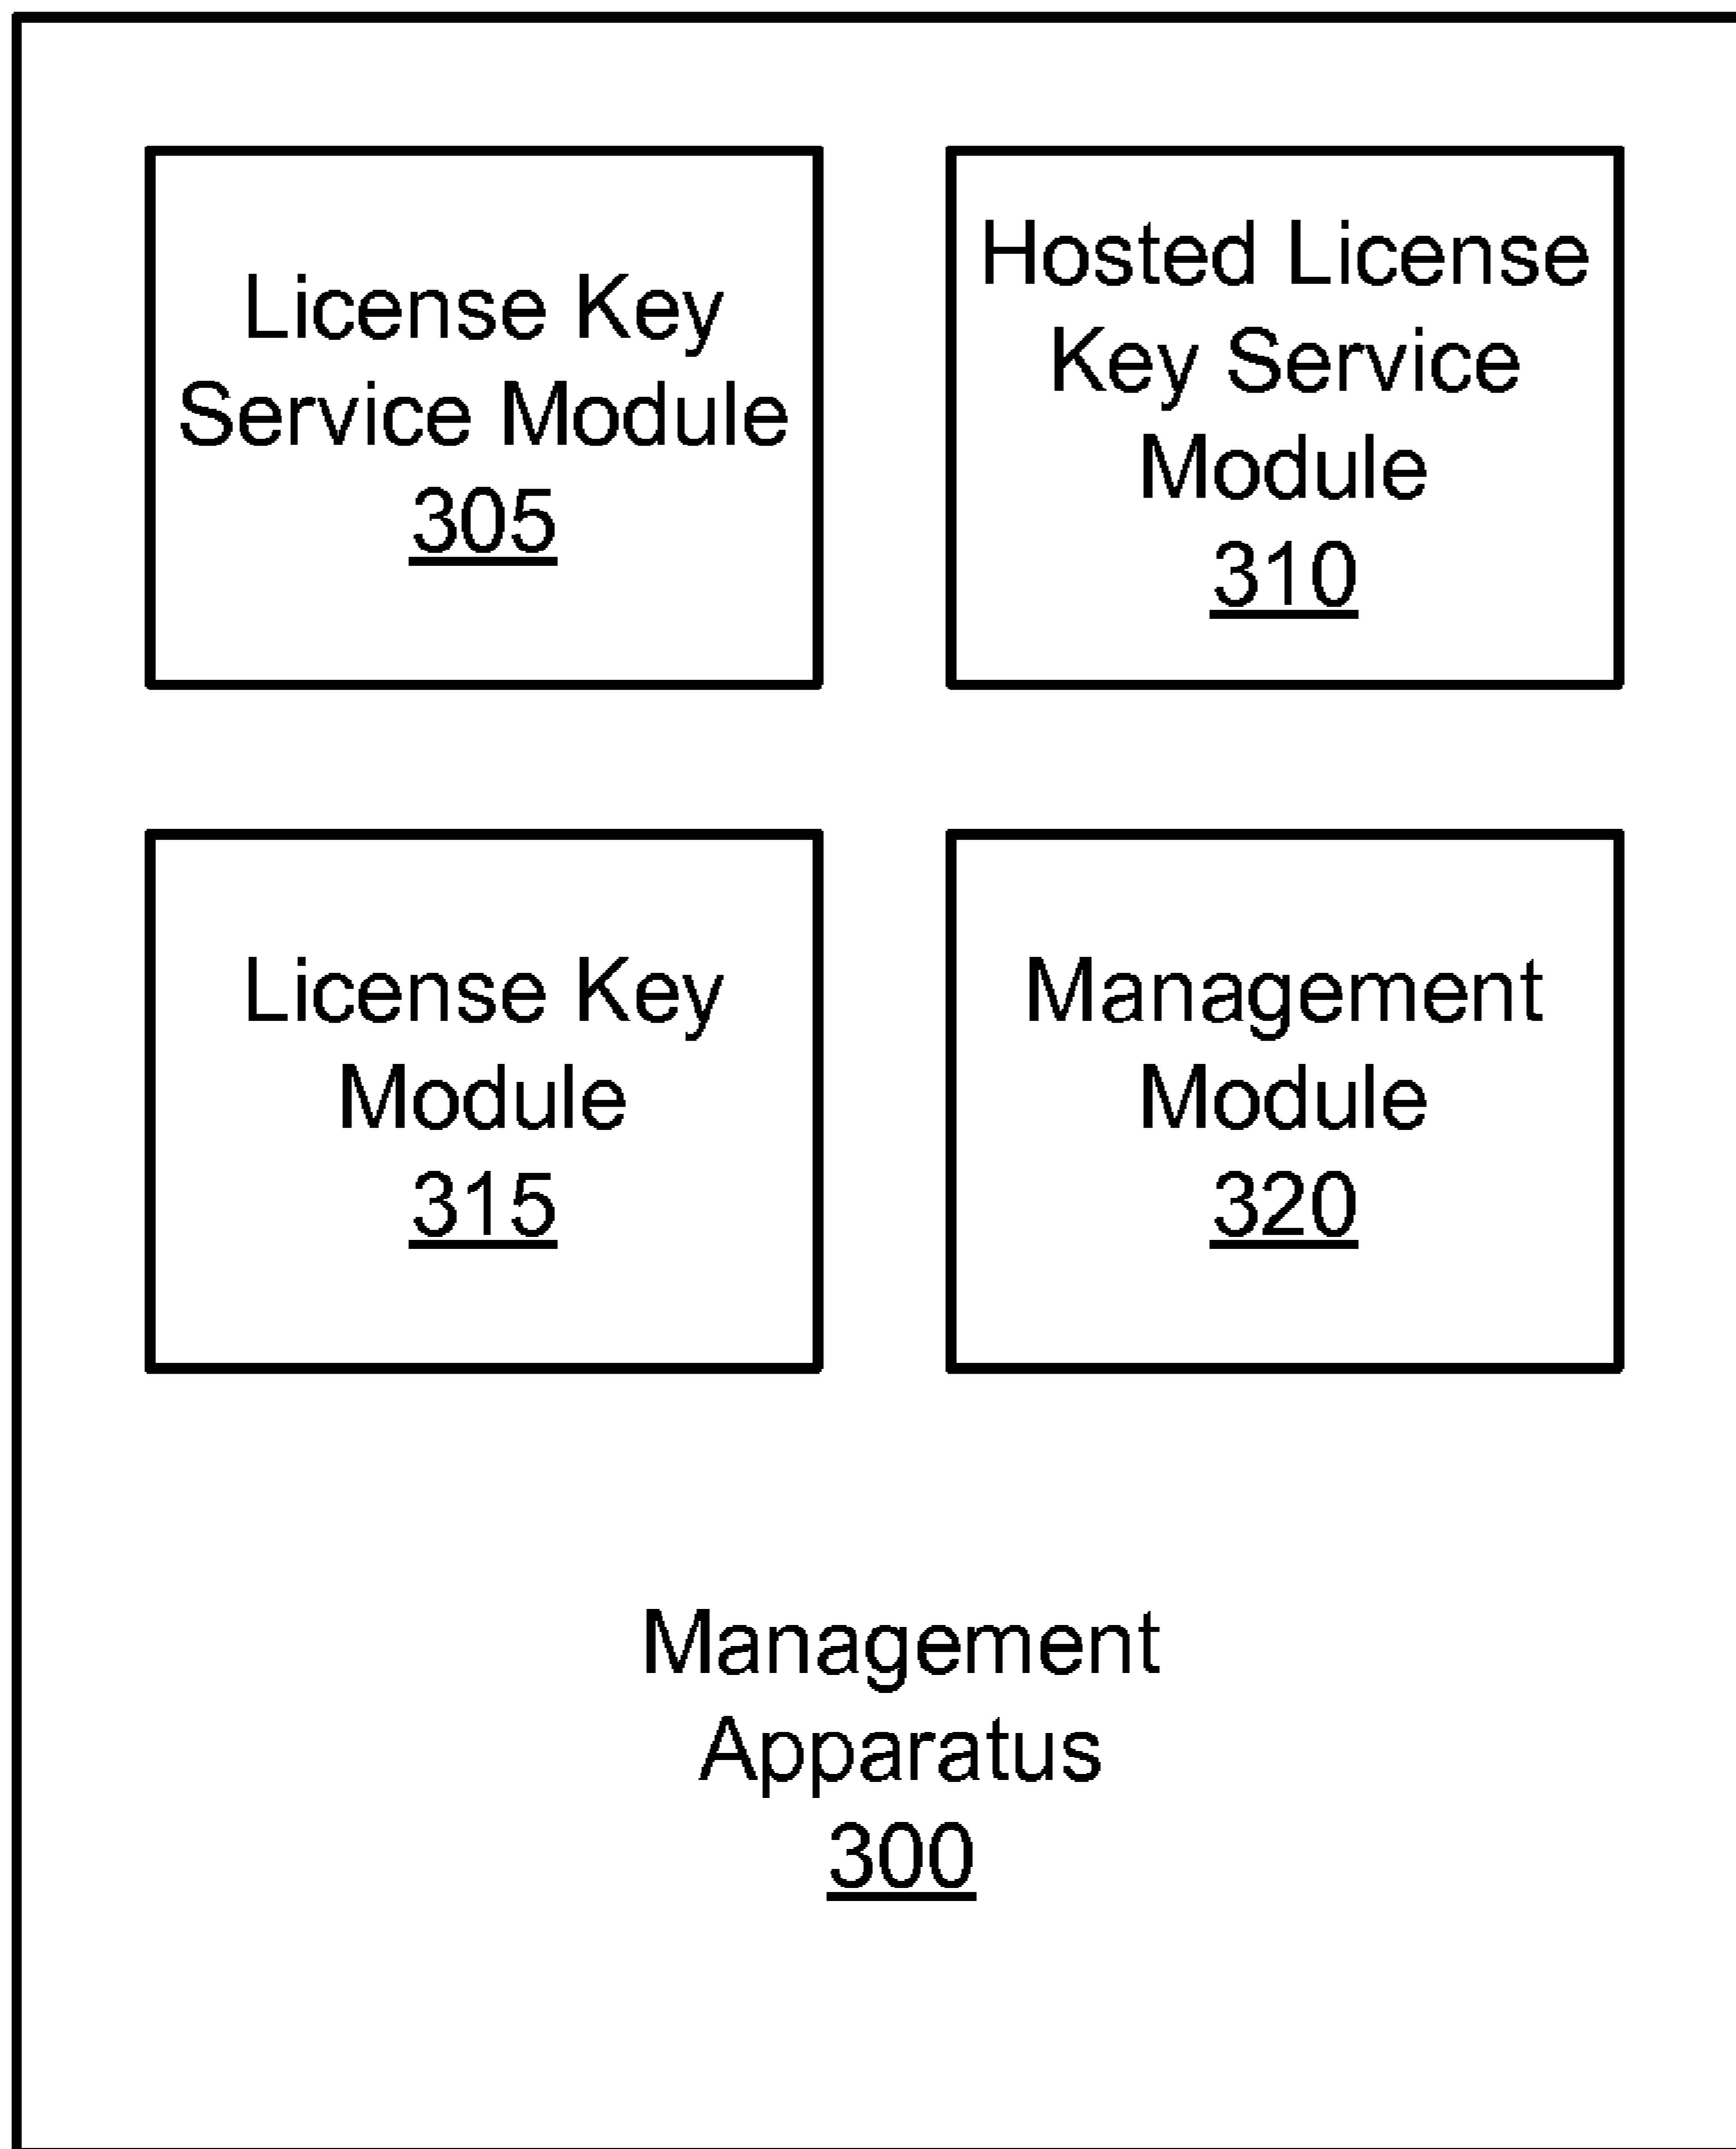 License Key
Service Module
305
Hosted License
Key Service
Module
310
License Key
Module
315
Management
Module
320
Management
Apparatus
300